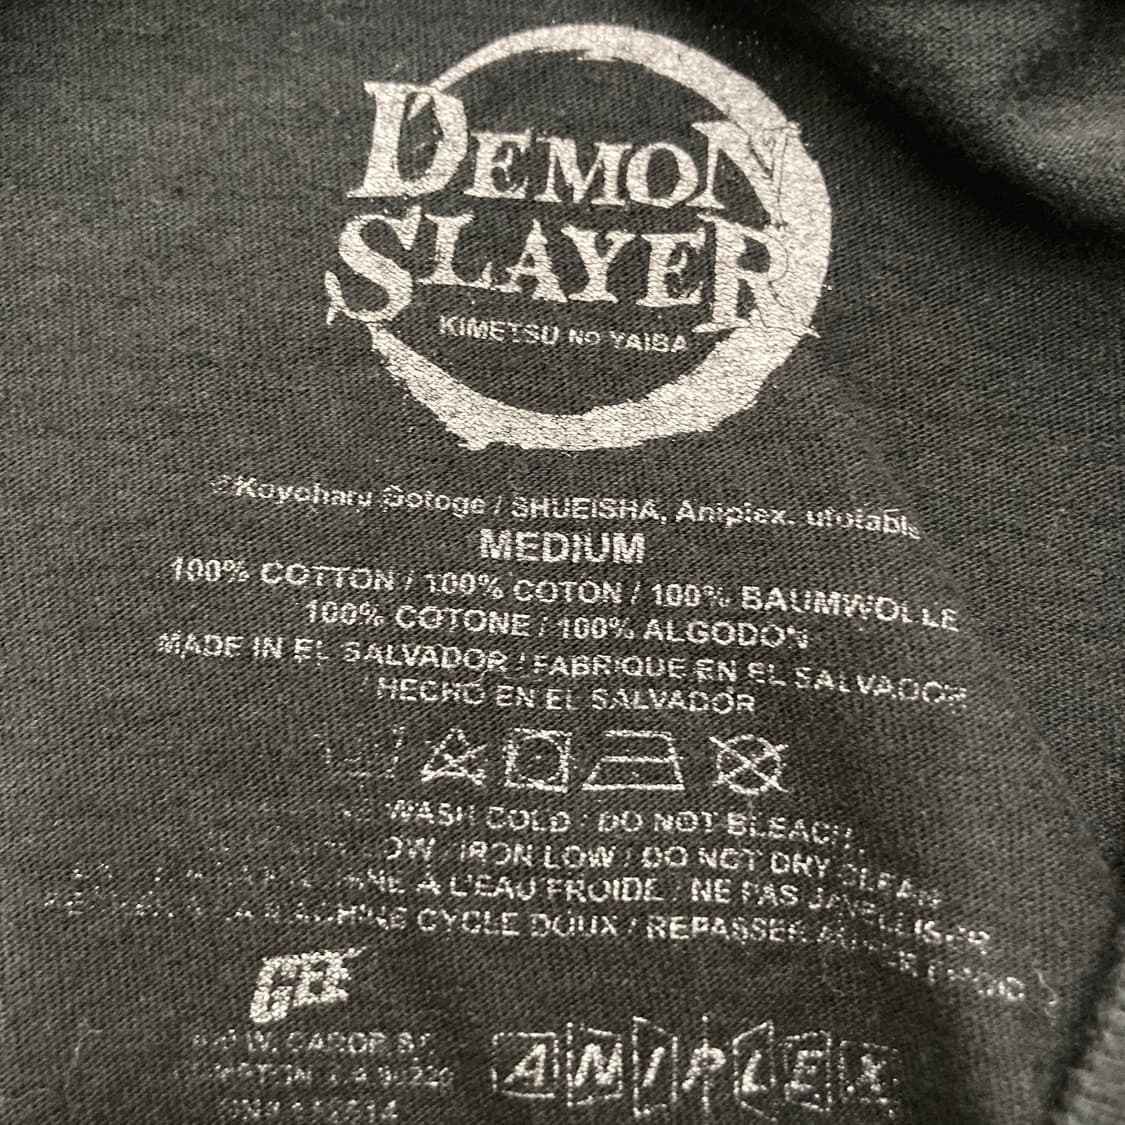 DEMON
SLAYER
KIMETSU NO YAIBA
©Koyoharu Gotoge / SHUEISHA, Aniplex, ufotable
MEDIUM
100% COTTON / 100% COTON / 100% BAUMWOLLE
100% COTONE / 100% ALGODON
MADE IN EL SALVADOR / FABRIQUE EN EL SALVADOR
/ HECHO EN EL SALVADOR
WASH COLD / DO NOT BLEACH /
IRON LOW / DO NOT DRY CLEAN
À L'EAU FROIDE / NE PAS JAVELLISER
CYCLE DOUX / REPASSER
W.
ANIPLEX